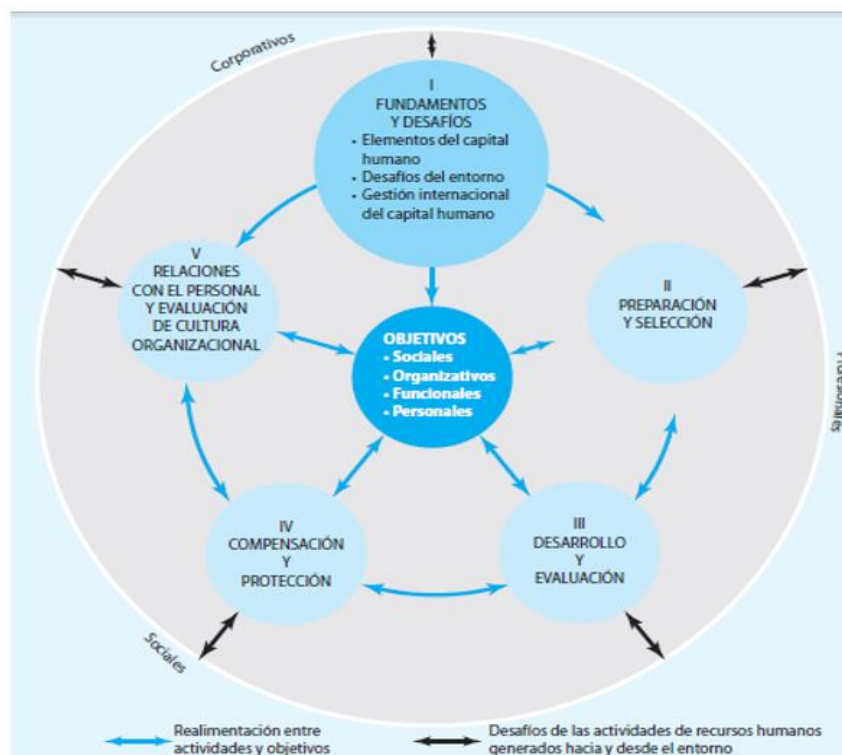 Corporativos
I
FUNDAMENTOS
Y DESAFÍOS
• Elementos del capital
humano
• Desafíos del entorno
• Gestión internacional
del capital humano
V
RELACIONES
CON EL PERSONAL
Y EVALUACIÓN
DE CULTURA
ORGANIZACIONAL
II
PREPARACIÓN
Y SELECCIÓN
OBJETIVOS
• Sociales
• Organizativos
• Funcionales
• Personales
IV
COMPENSACIÓN
Y
PROTECCIÓN
III
DESARROLLO
Y
EVALUACIÓN
Sociales
Realimentación entre
actividades y objetivos
Desafíos de las actividades de recursos humanos
generados hacia y desde el entorno